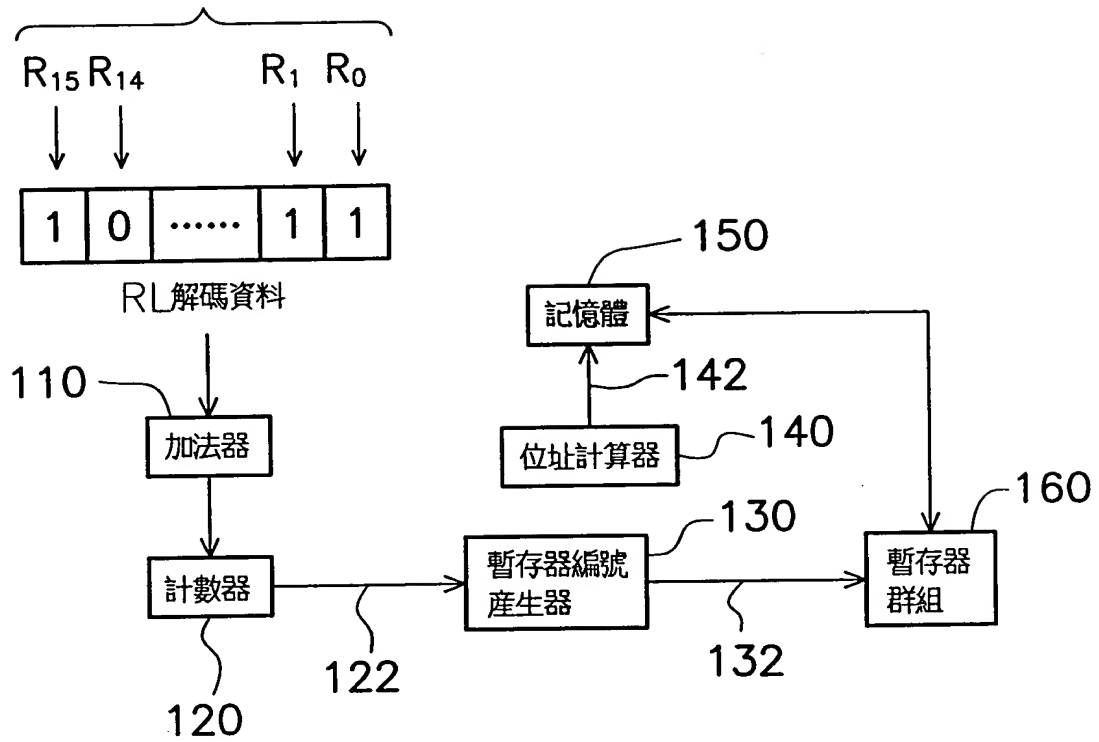 R15 R14 R1 R0
1 0 ...... 1 1
RL解碼資料
150
記憶體
142
110
加法器
位址計算器
140
130
160
計數器
暫存器編號
產生器
暫存器
群組
122
132
120